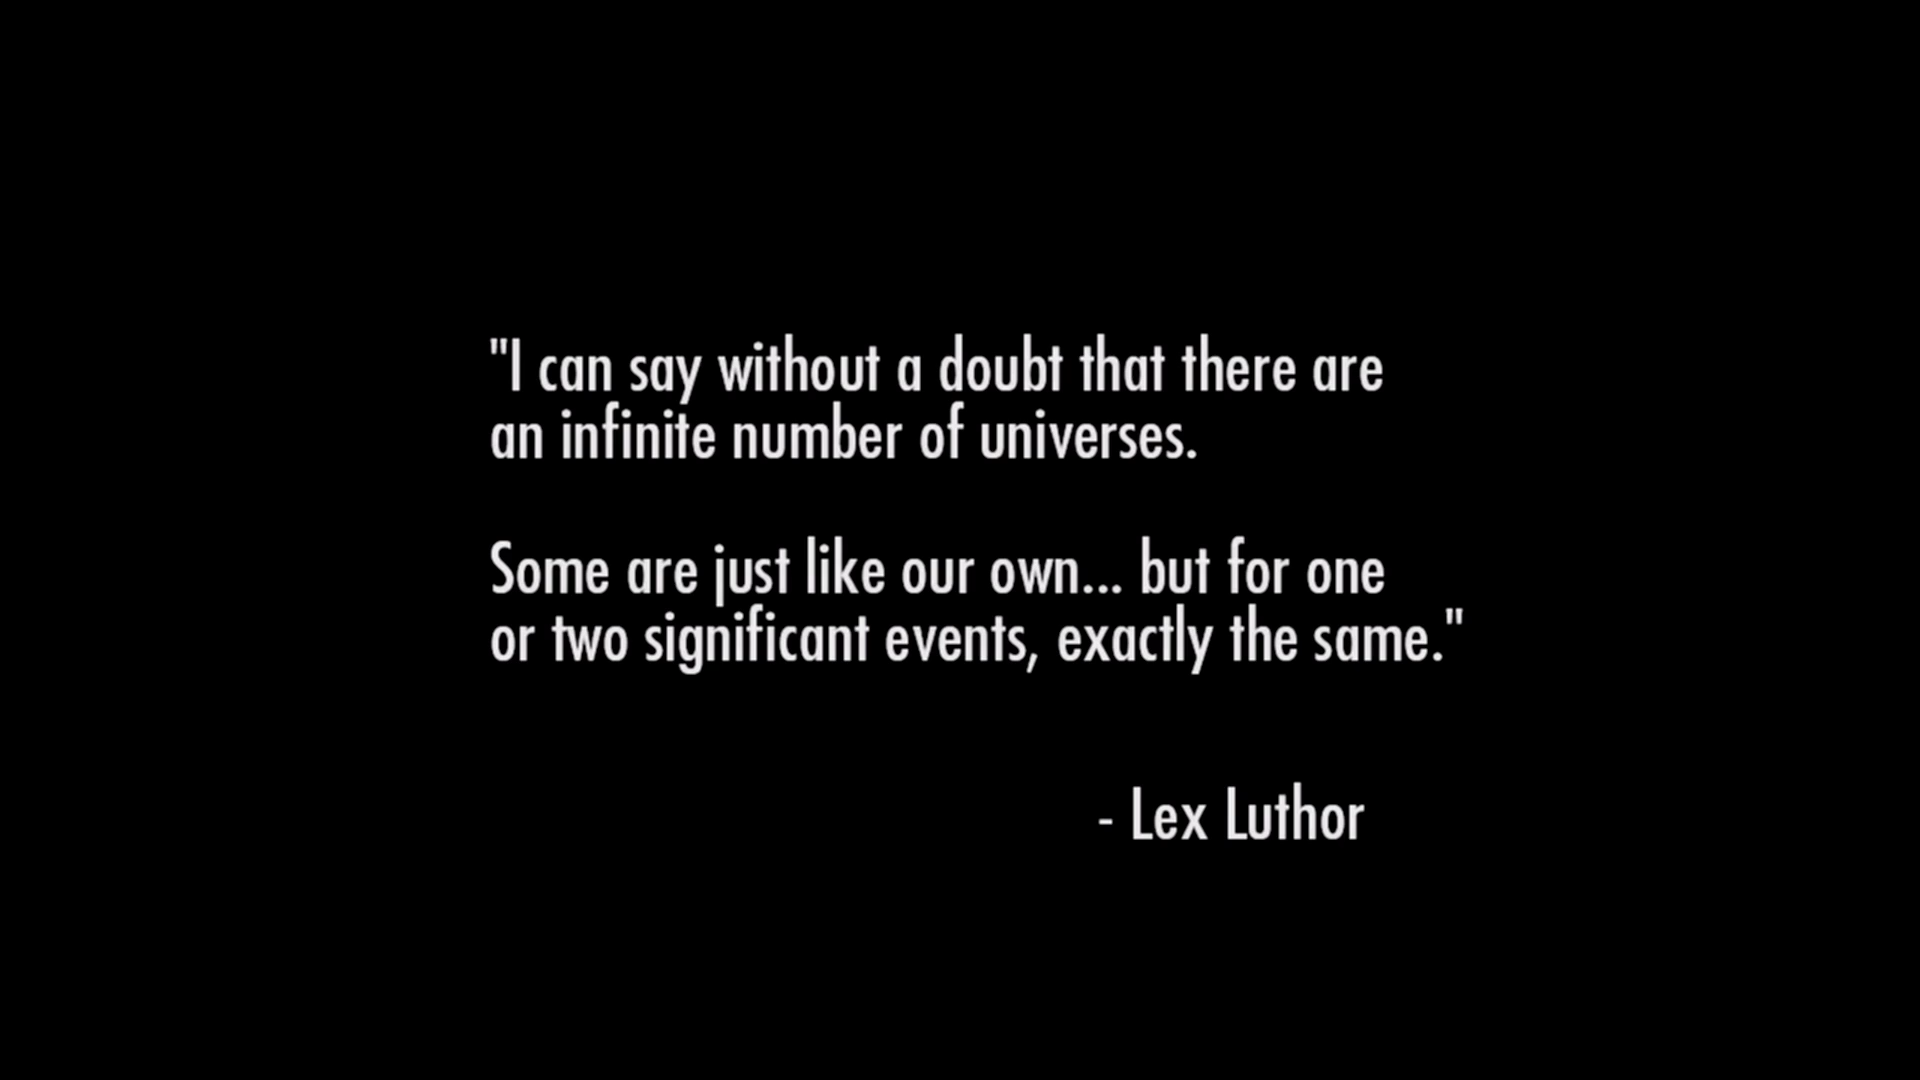 "I can say without a doubt that there are
an infinite number of universes.
Some are just like our own... but for one
or two significant events, exactly the same."
- Lex Luthor